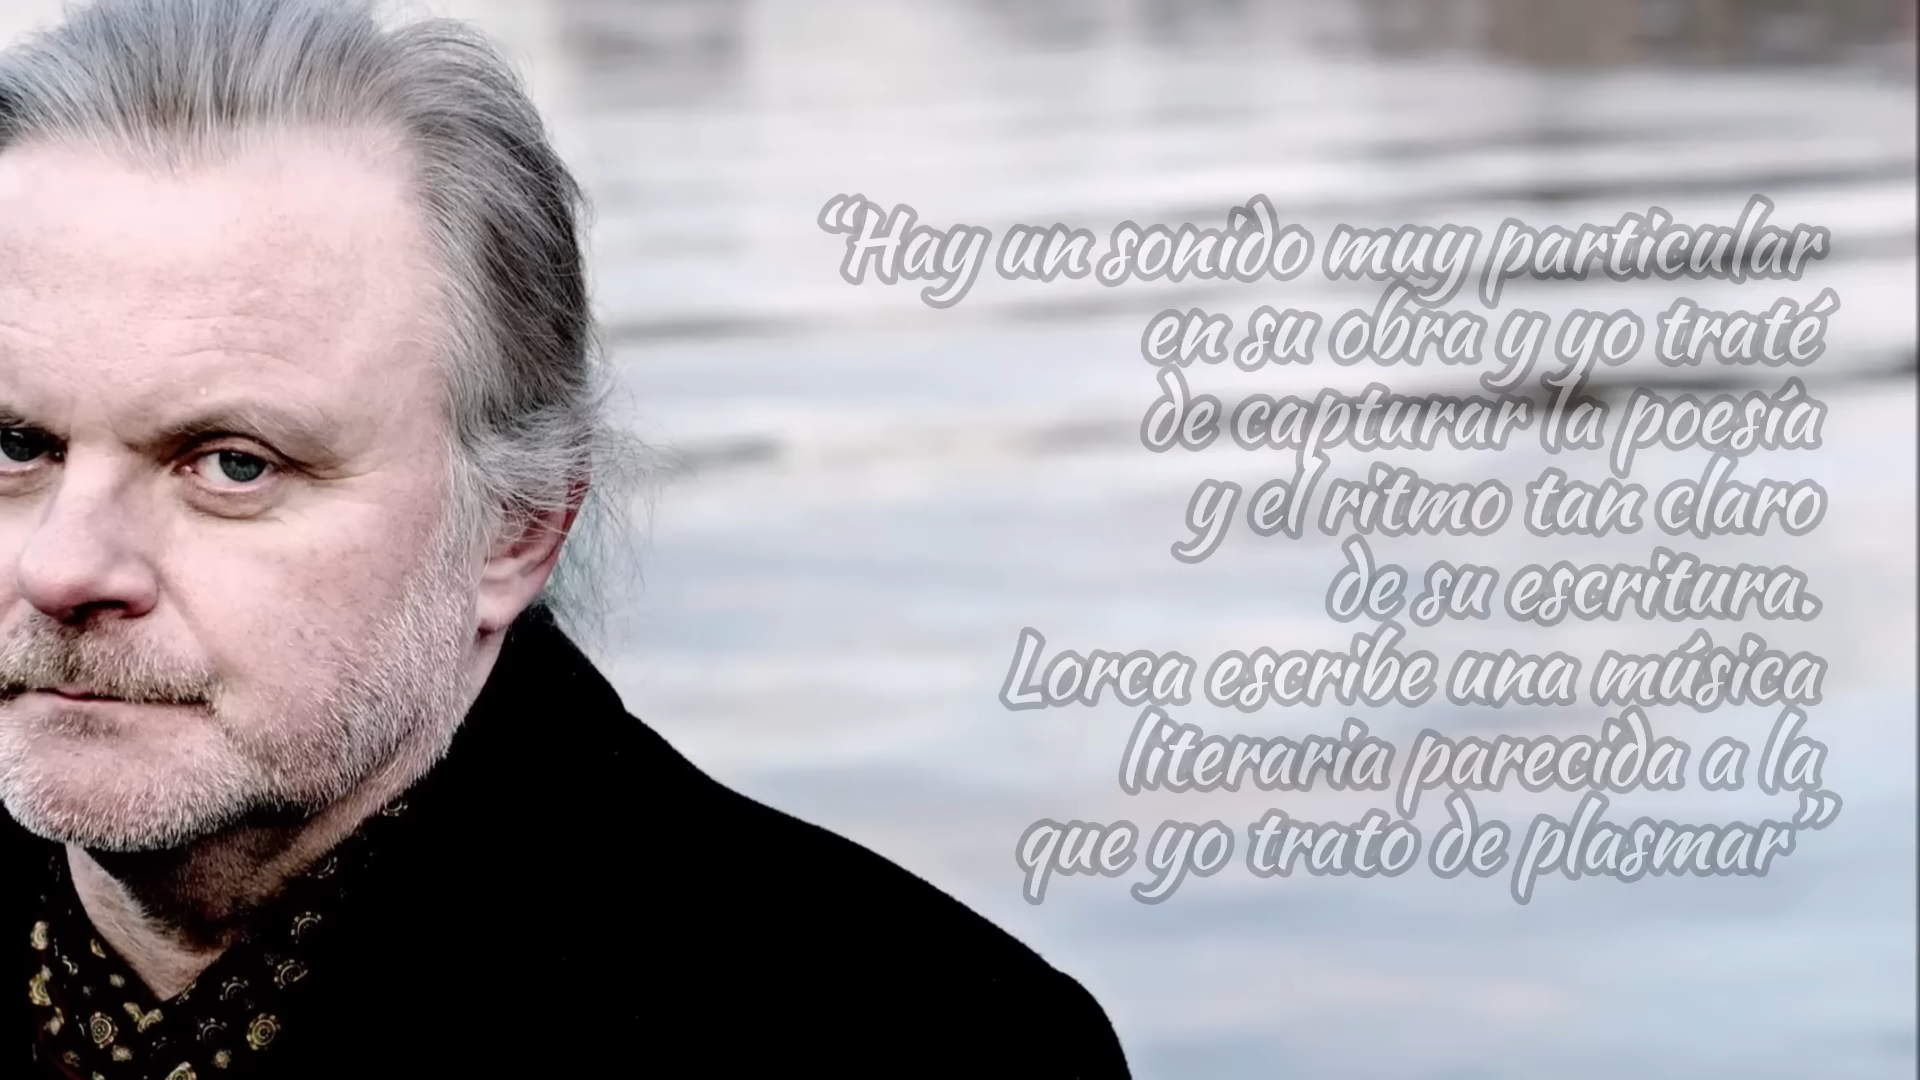 “Hay un sonido muy particular
en su obra y yo traté
de capturar la poesía
y el ritmo tan claro
de su escritura.
Lorca escribe una música
literaria parecida a la
que yo trato de plasmar”